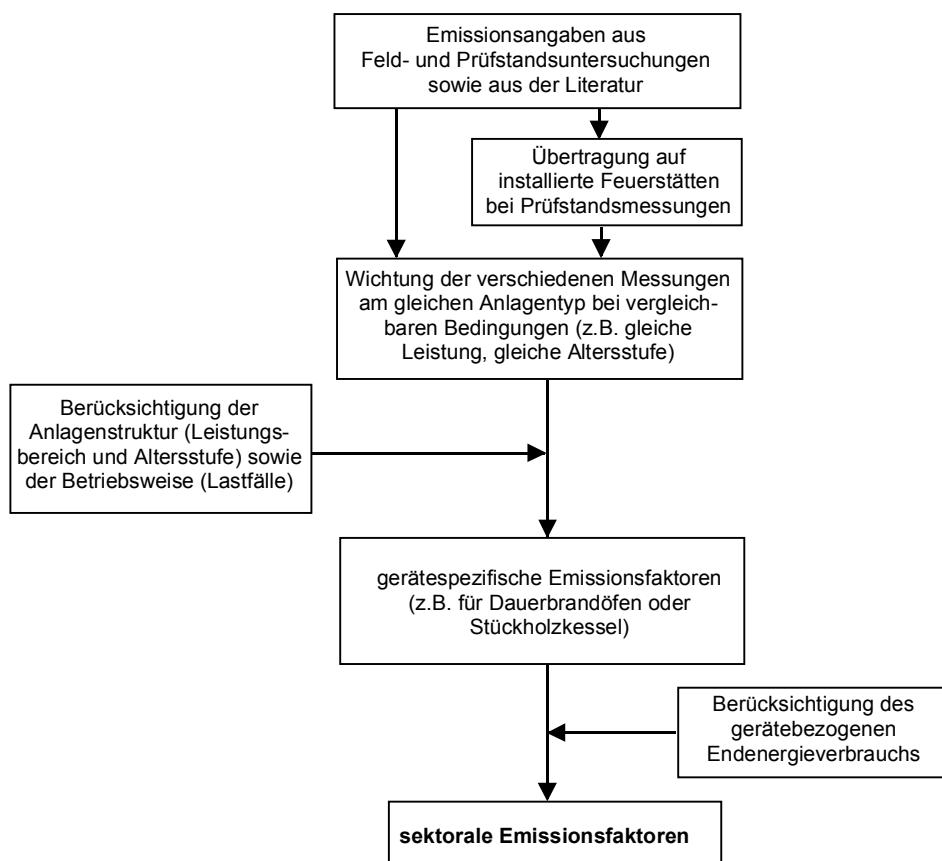 Emissionsangaben aus
Feld- und Prüfstandsuntersuchungen
sowie aus der Literatur
Übertragung auf
installierte Feuerstätten
bei Prüfstandsmessungen
Wichtung der verschiedenen Messungen
am gleichen Anlagentyp bei vergleich-
baren Bedingungen (z.B. gleiche
Leistung, gleiche Altersstufe)
Berücksichtigung der
Anlagenstruktur (Leistungs-
bereich und Altersstufe) sowie
der Betriebsweise (Lastfälle)
gerätespezifische Emissionsfaktoren
(z.B. für Dauerbrandöfen oder
Stückholzkessel)
Berücksichtigung des
gerätebezogenen
Endenergieverbrauchs
sektorale Emissionsfaktoren